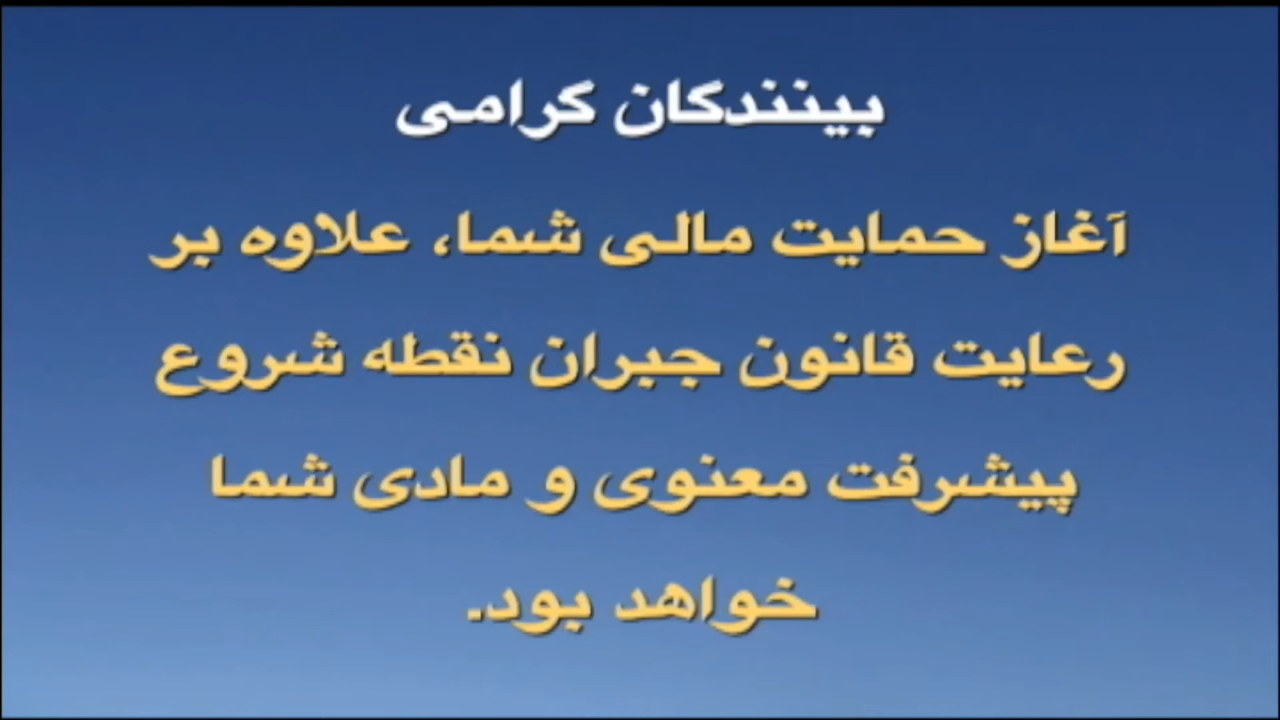 بینندگان گرامی
آغاز حمایت مالی شما، علاوه بر
رعایت قانون جبران نقطه شروع
پیشرفت معنوی و مادی شما
خواهد بود.